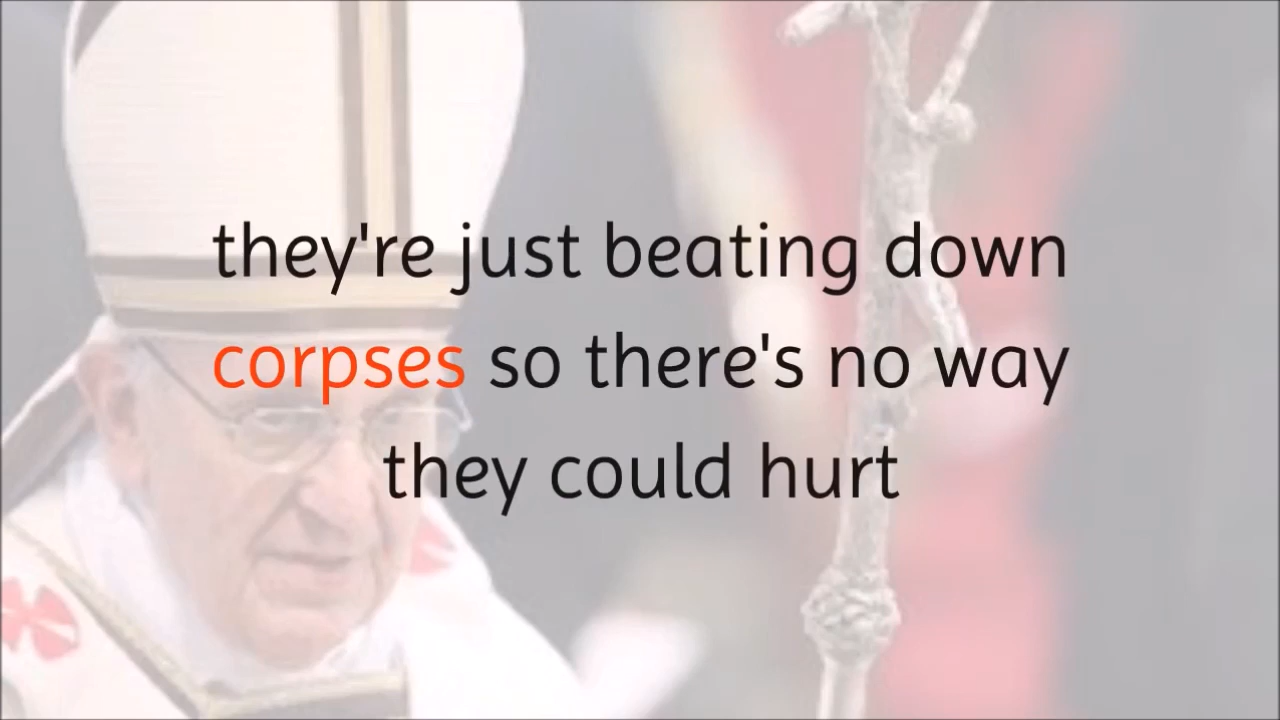 they're just beating down
corpses so there's no way
they could hurt